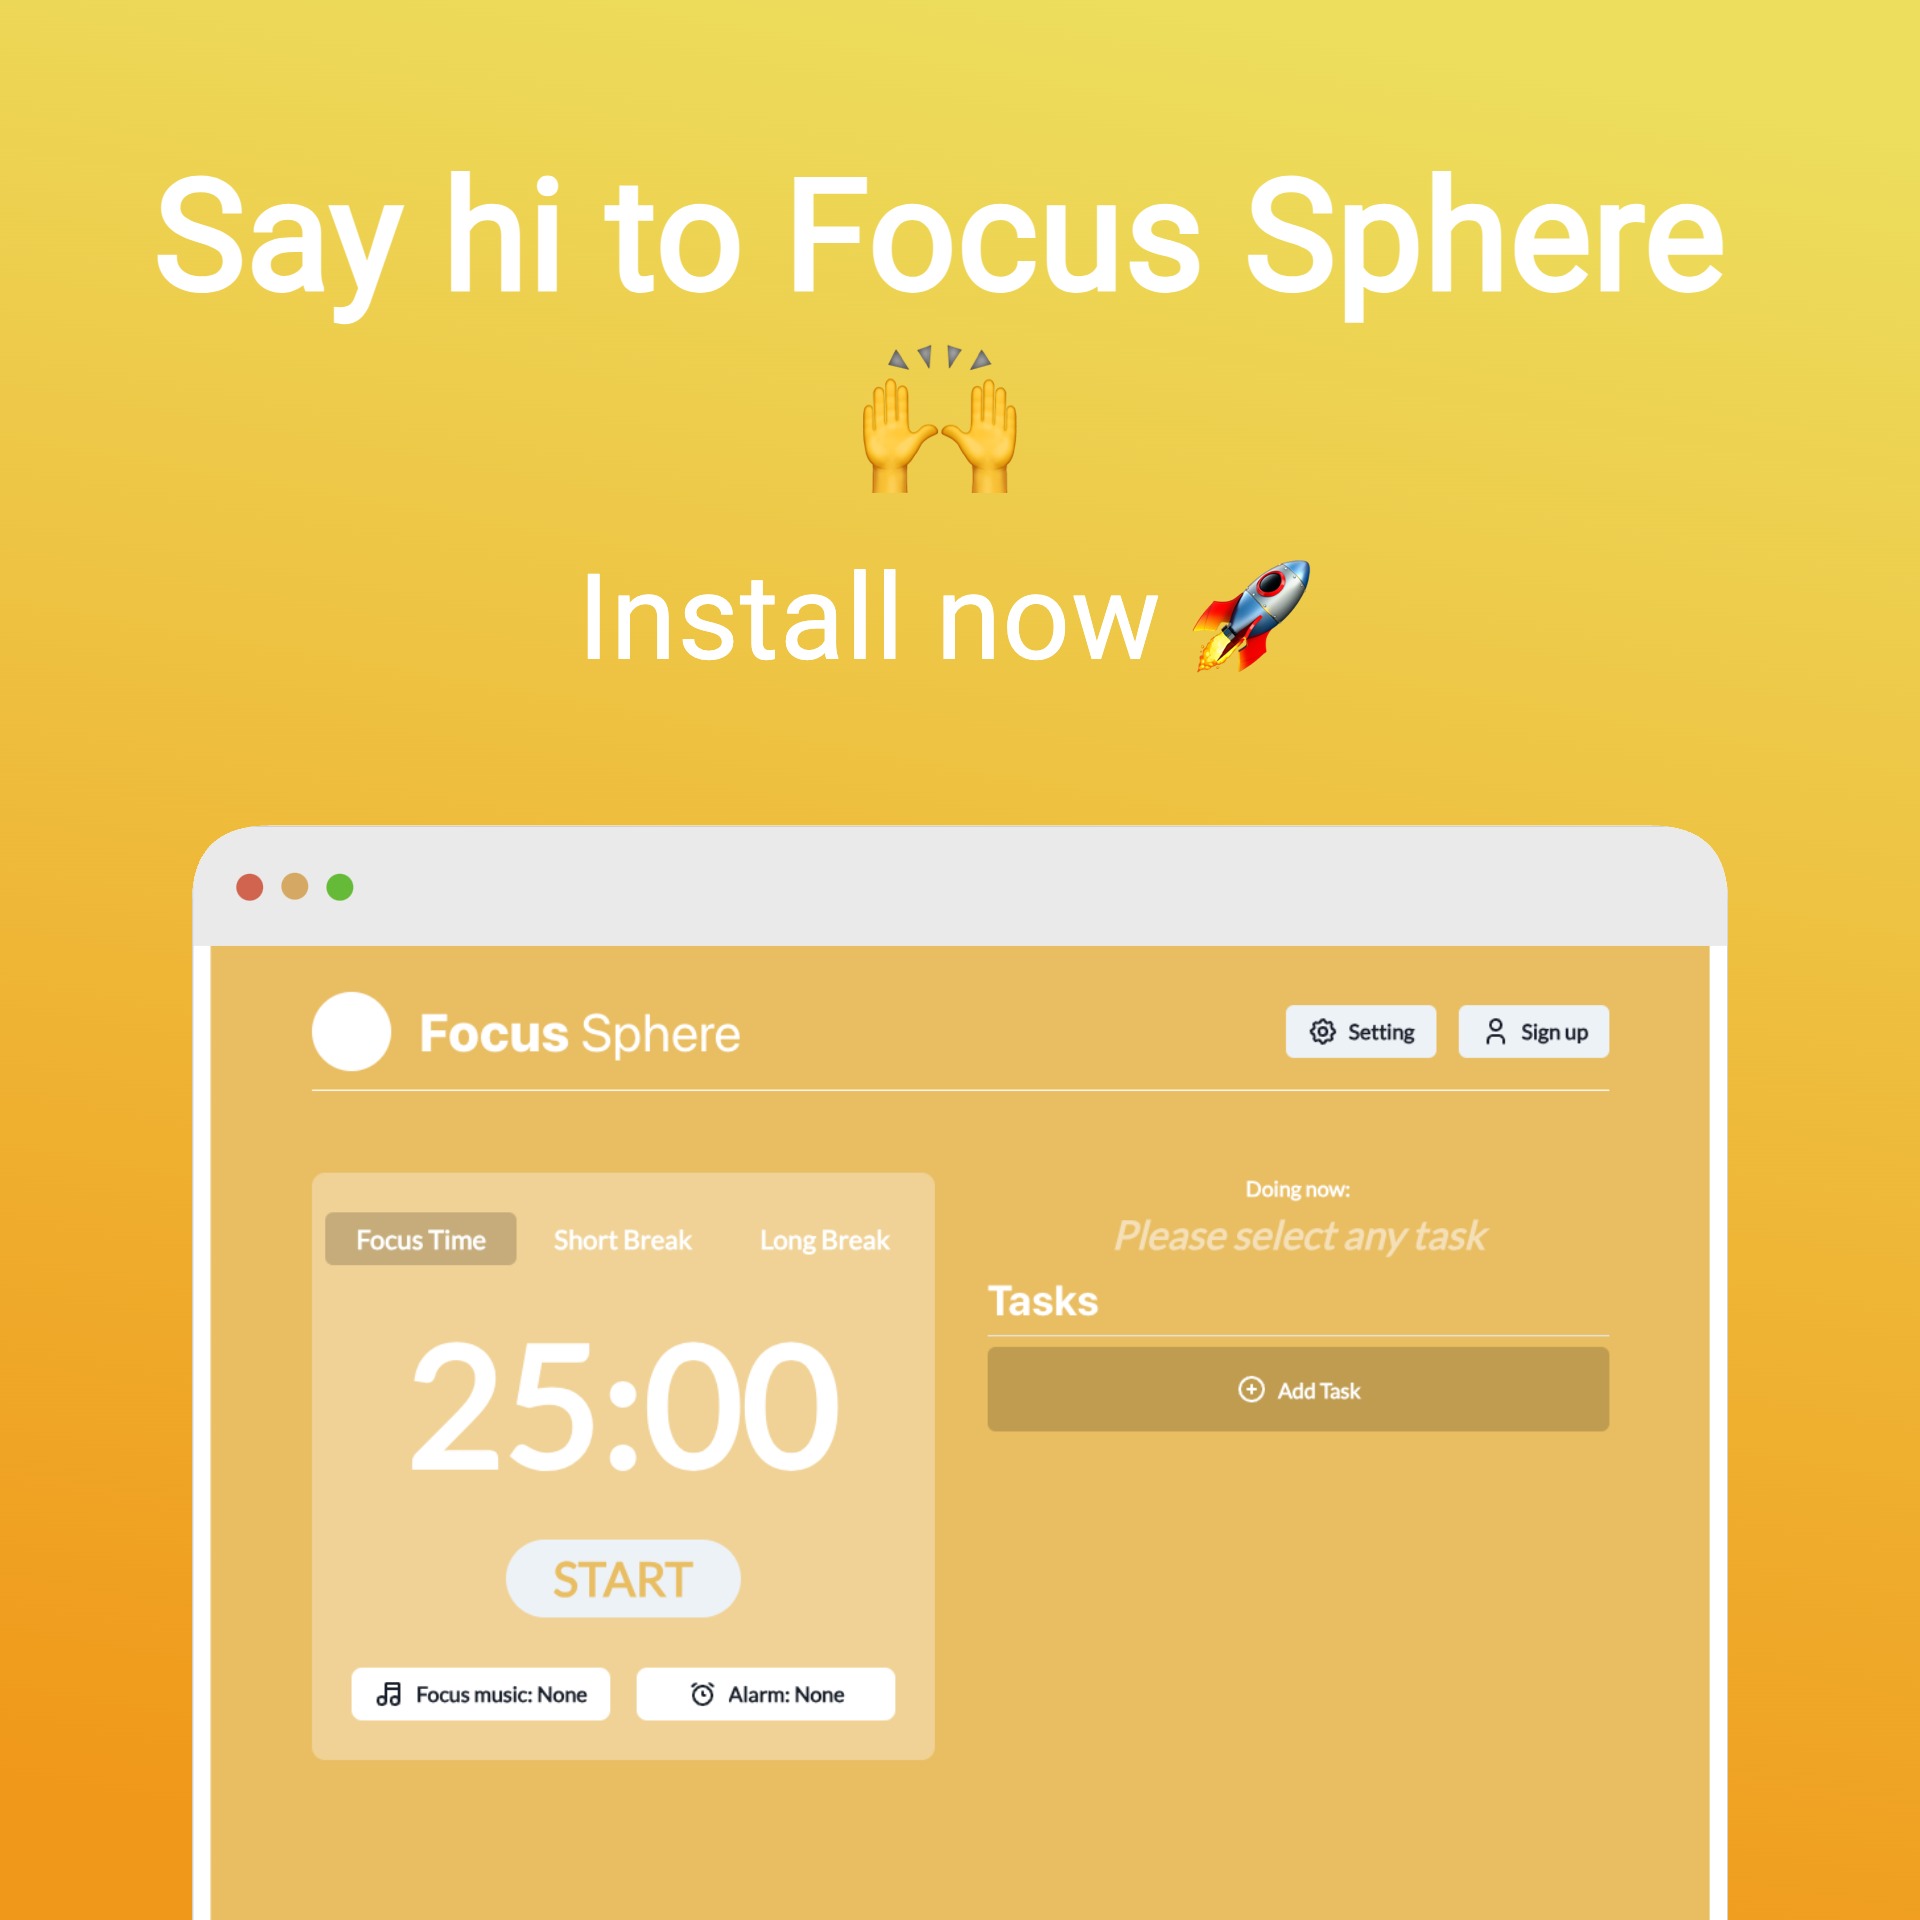 Say hi to Focus Sphere
🙌
Install now 🚀
Focus Sphere
Setting
Sign up
Focus Time
Short Break
Long Break
25:00
START
Focus music: None
Alarm: None
Doing now:
Please select any task
Tasks
Add Task